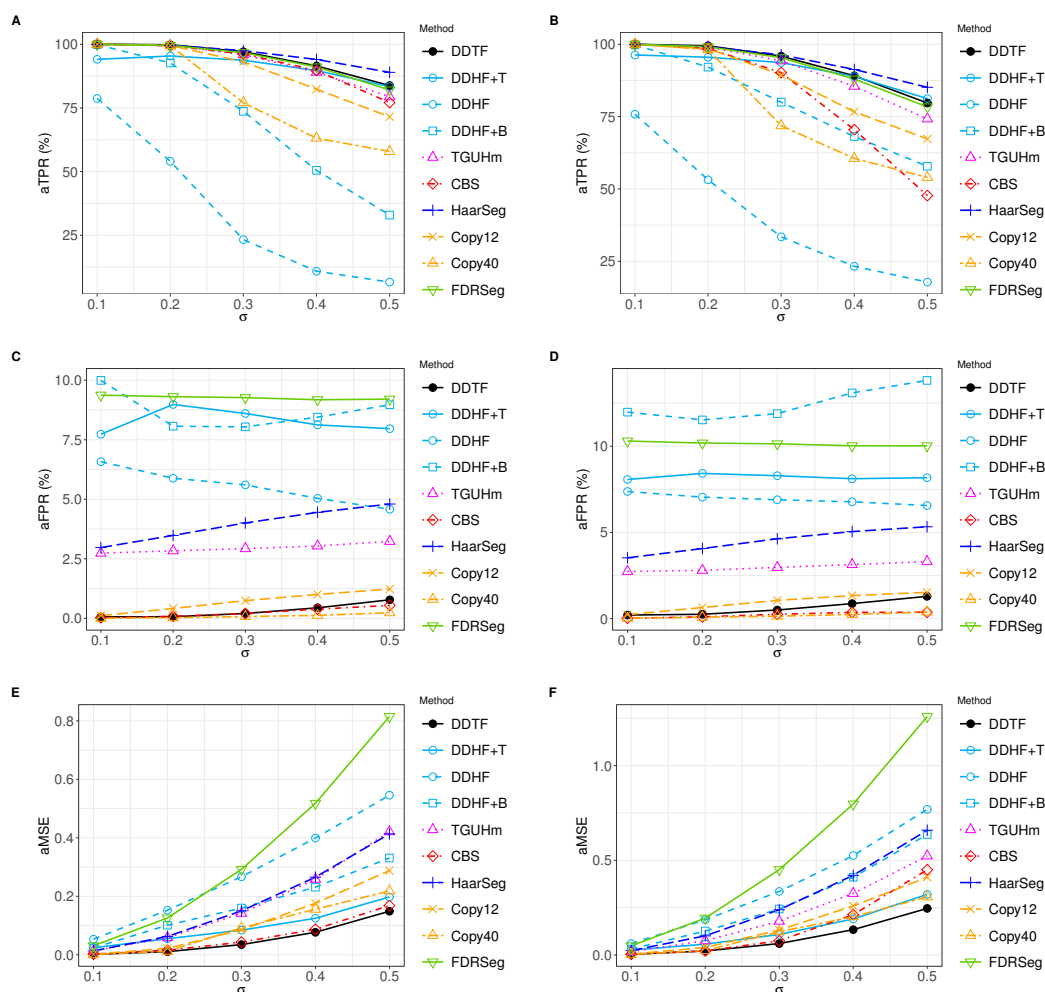 A
aTPR (%)
100
75
50
25
0.1 0.2 0.3 0.4 0.5
σ
Method
DDTF
DDHF+T
DDHF
DDHF+B
TGUHm
CBS
HaarSeg
Copy12
Copy40
FDRSeg
B
aTPR (%)
100
75
50
25
0.1 0.2 0.3 0.4 0.5
σ
Method
DDTF
DDHF+T
DDHF
DDHF+B
TGUHm
CBS
HaarSeg
Copy12
Copy40
FDRSeg
C
aFPR (%)
10.0
7.5
5.0
2.5
0.0
0.1 0.2 0.3 0.4 0.5
σ
Method
DDTF
DDHF+T
DDHF
DDHF+B
TGUHm
CBS
HaarSeg
Copy12
Copy40
FDRSeg
D
aFPR (%)
10
5
0
0.1 0.2 0.3 0.4 0.5
σ
Method
DDTF
DDHF+T
DDHF
DDHF+B
TGUHm
CBS
HaarSeg
Copy12
Copy40
FDRSeg
E
aMSE
0.8
0.6
0.4
0.2
0.0
0.1 0.2 0.3 0.4 0.5
σ
Method
DDTF
DDHF+T
DDHF
DDHF+B
TGUHm
CBS
HaarSeg
Copy12
Copy40
FDRSeg
F
aMSE
1.0
0.5
0.0
0.1 0.2 0.3 0.4 0.5
σ
Method
DDTF
DDHF+T
DDHF
DDHF+B
TGUHm
CBS
HaarSeg
Copy12
Copy40
FDRSeg